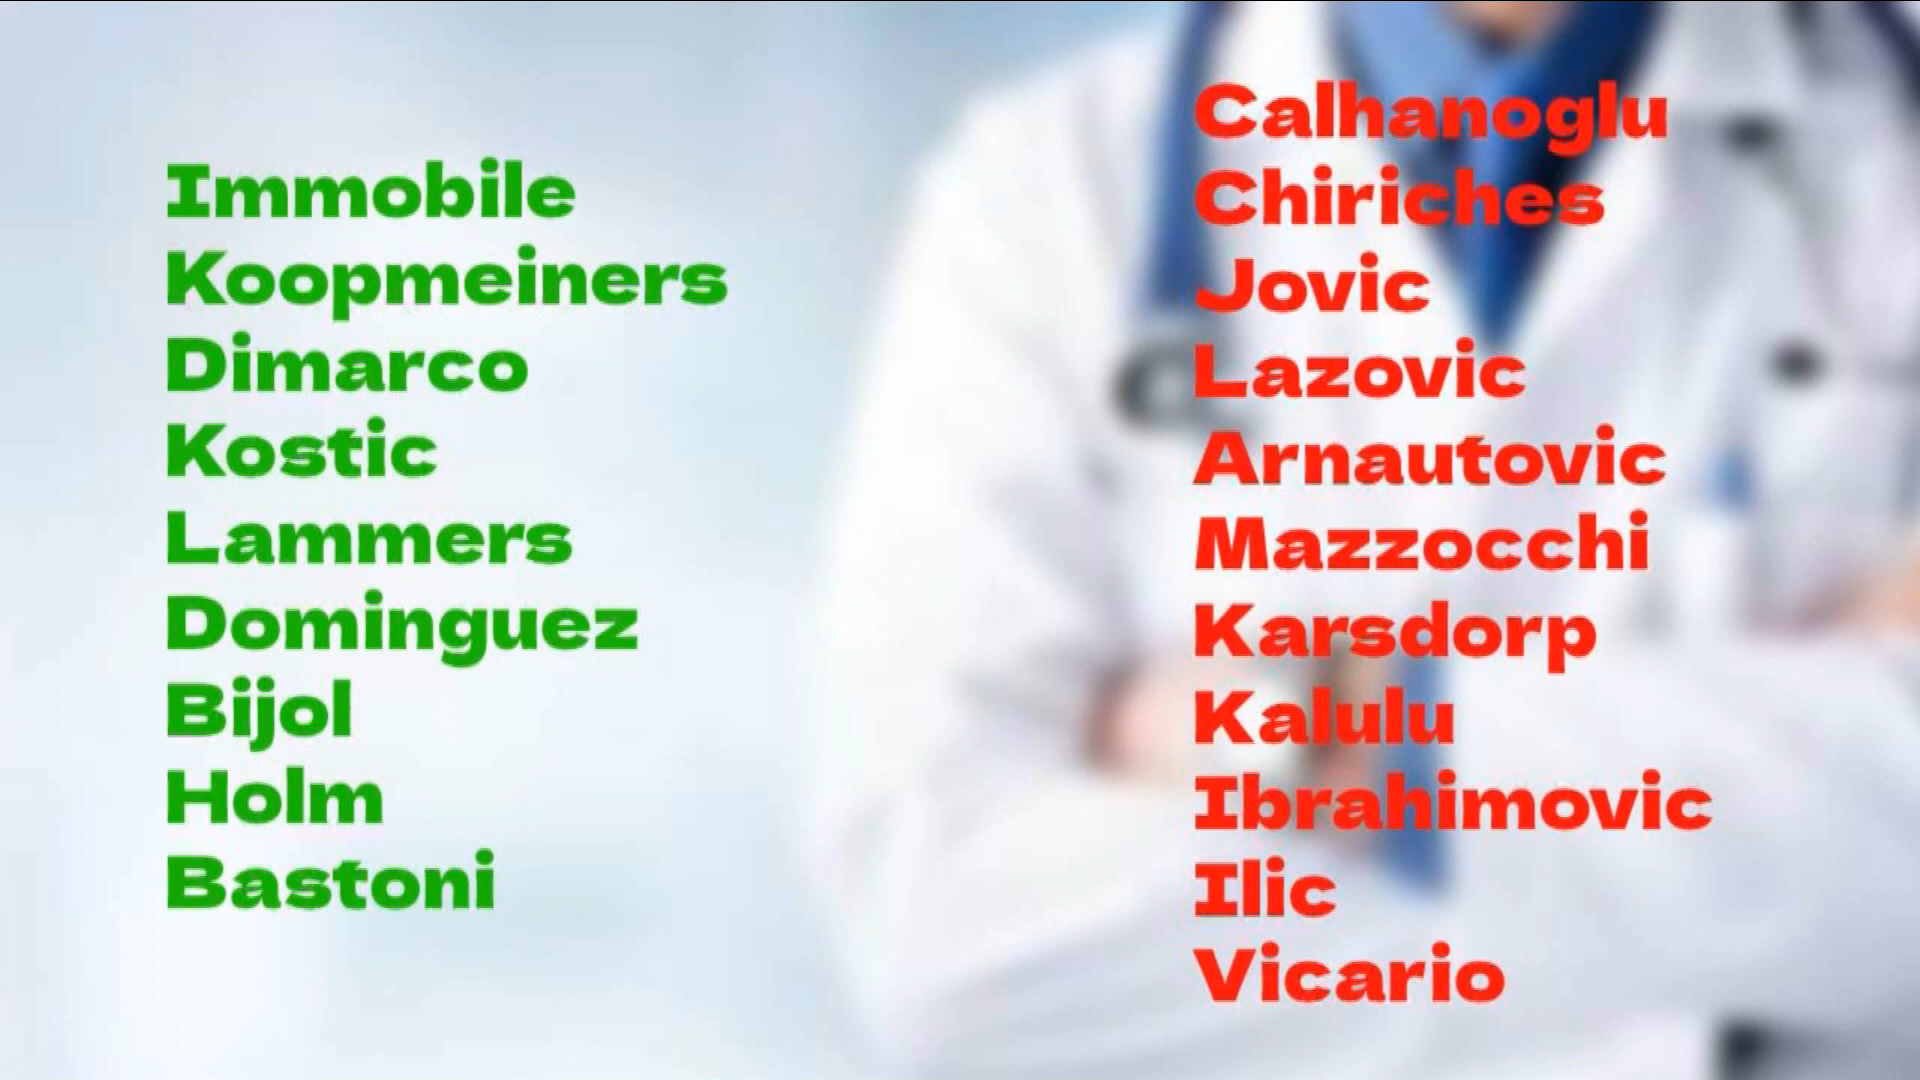 Immobile
Koopmeiners
Dimarco
Kostic
Lammers
Dominguez
Bijol
Holm
Bastoni
Calhanoglu
Chiriches
Jovic
Lazovic
Arnautovic
Mazzocchi
Karsdorp
Kalulu
Ibrahimovic
Ilic
Vicario